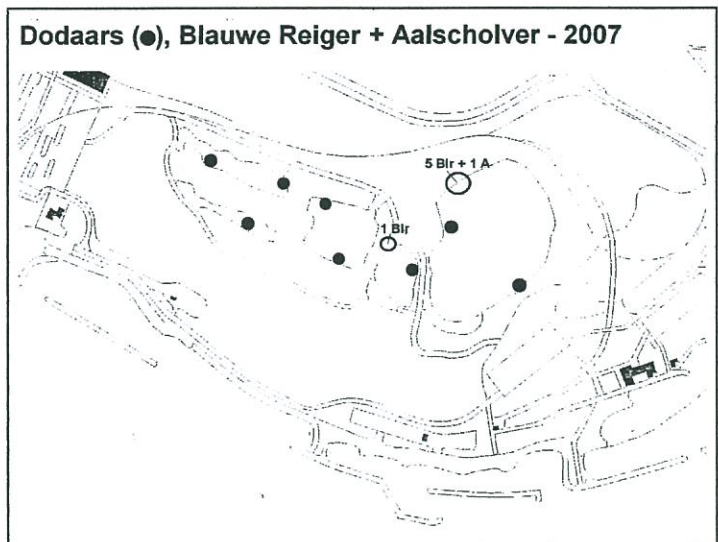 Dodaars (●), Blauwe Reiger + Aalscholver - 2007
5 Blr + 1 A
1 Blr